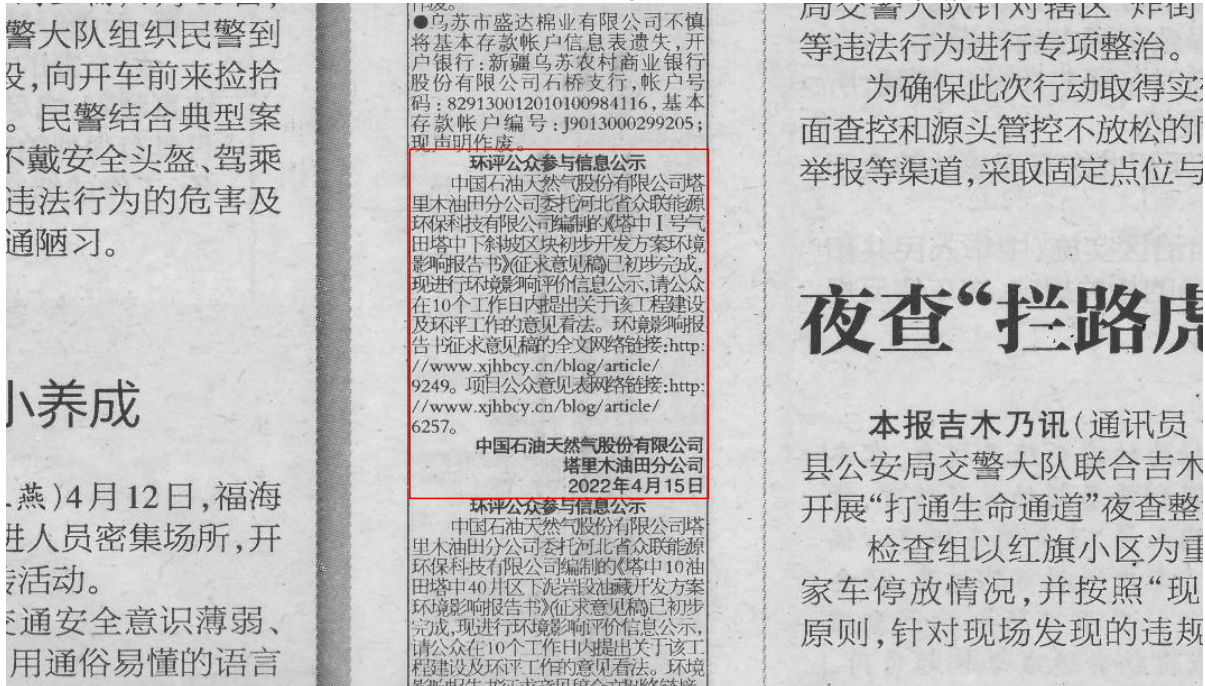 警大队组织民警到
段,向开车前来捡拾
。民警结合典型案
不戴安全头盔、驾乘
违法行为的危害及
通陋习。
小养成
燕)4月12日,福海
进人员密集场所,开
传活动。
交通安全意识薄弱、
用通俗易懂的语言
●乌苏市盛达棉业有限公司不慎
将基本存款帐户信息表遗失,开
户银行:新疆乌苏农村商业银行
股份有限公司石桥支行,帐户号
码:829130012010100984116,基本
存款帐户编号:J9013000299205;
现声明作废。
环评公众参与信息公示
中国石油天然气股份有限公司塔
里木油田分公司委托河北省众联能源
环保科技有限公司编制的《塔中Ⅰ号气
田塔中下斜坡区块初步开发方案环境
影响报告书》(征求意见稿)已初步完成,
现进行环境影响评价信息公示,请公众
在10个工作日内提出关于该工程建设
及环评工作的意见看法。环境影响报
告书征求意见稿的全文网络链接:http:
//www.xjhbcy.cn/blog/article/
9249。项目公众意见表网络链接:http:
//www.xjhbcy.cn/blog/article/
6257。
中国石油天然气股份有限公司
塔里木油田分公司
2022年4月15日
环评公众参与信息公示
中国石油天然气股份有限公司塔
里木油田分公司委托河北省众联能源
环保科技有限公司编制的《塔中10油
田塔中40井区下泥岩段油藏开发方案
环境影响报告书》(征求意见稿)已初步
完成,现进行环境影响评价信息公示,
请公众在10个工作日内提出关于该工
程建设及环评工作的意见看法。环境
影响报告书征求意见稿全文网络链接
局交警大队针对辖区“炸街
等违法行为进行专项整治。
为确保此次行动取得实
面查控和源头管控不放松的
举报等渠道,采取固定点位与
夜查“拦路虎
本报吉木乃讯(通讯员
县公安局交警大队联合吉木
开展“打通生命通道”夜查整
检查组以红旗小区为重
家车停放情况,并按照“现
原则,针对现场发现的违规